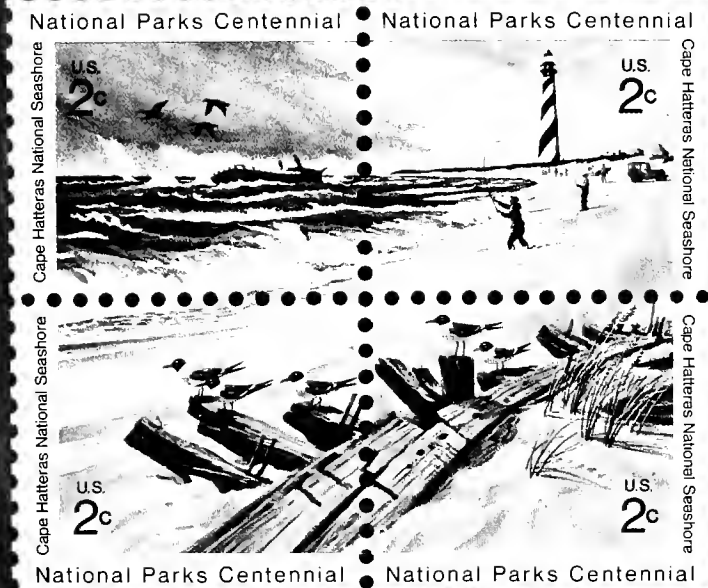 National Parks Centennial
Cape Hatteras National Seashore
U.S.
2c
National Parks Centennial
U.S.
2c
Cape Hatteras National Seashore
Cape Hatteras National Seashore
U.S.
2c
National Parks Centennial
U.S.
2c
Cape Hatteras National Seashore
National Parks Centennial